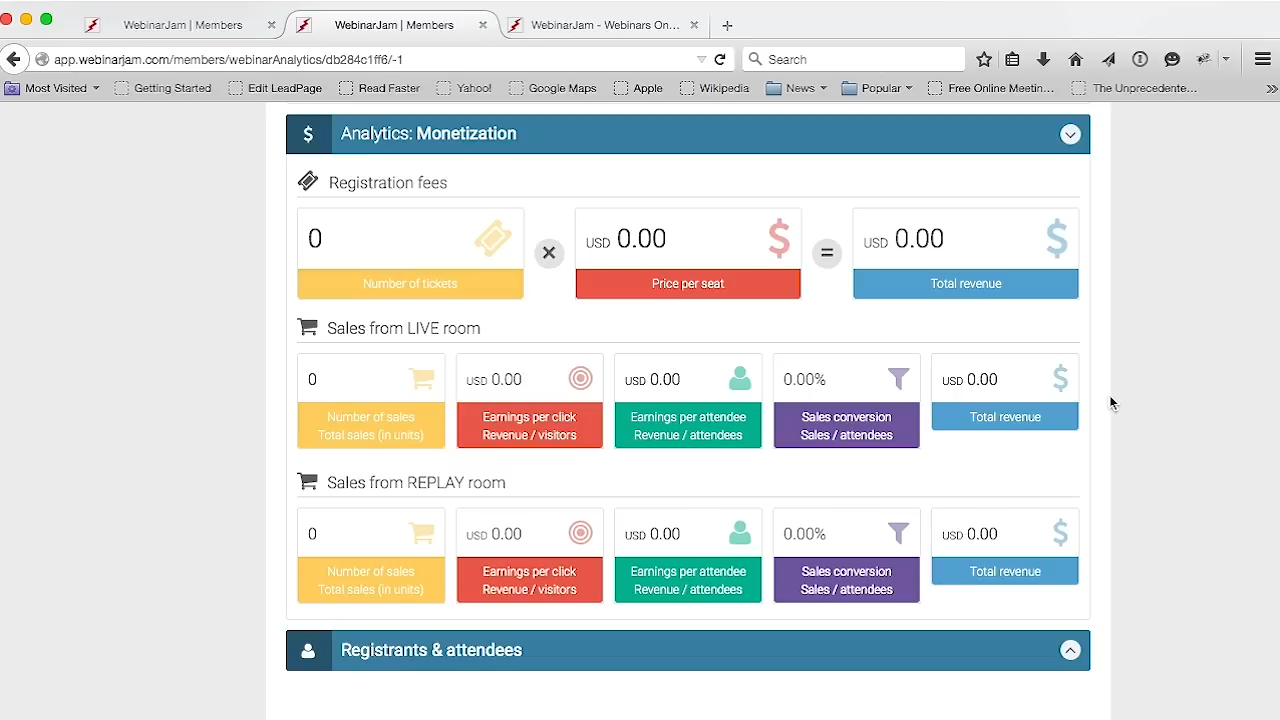 WebinarJam | Members
WebinarJam | Members
WebinarJam - Webinars On...
app.webinarjam.com/members/webinarAnalytics/db284c1ff6/-1
Search
Most Visited
Getting Started
Edit LeadPage
Read Faster
Yahoo!
Google Maps
Apple
Wikipedia
News
Popular
Free Online Meetin...
The Unprecedente...
Analytics: Monetization
Registration fees
0
USD 0.00
USD 0.00
Number of tickets
Price per seat
Total revenue
Sales from LIVE room
0
USD 0.00
USD 0.00
0.00%
USD 0.00
Number of sales
Total sales (in units)
Earnings per click
Revenue / visitors
Earnings per attendee
Revenue / attendees
Sales conversion
Sales / attendees
Total revenue
Sales from REPLAY room
0
USD 0.00
USD 0.00
0.00%
USD 0.00
Number of sales
Total sales (in units)
Earnings per click
Revenue / visitors
Earnings per attendee
Revenue / attendees
Sales conversion
Sales / attendees
Total revenue
Registrants & attendees